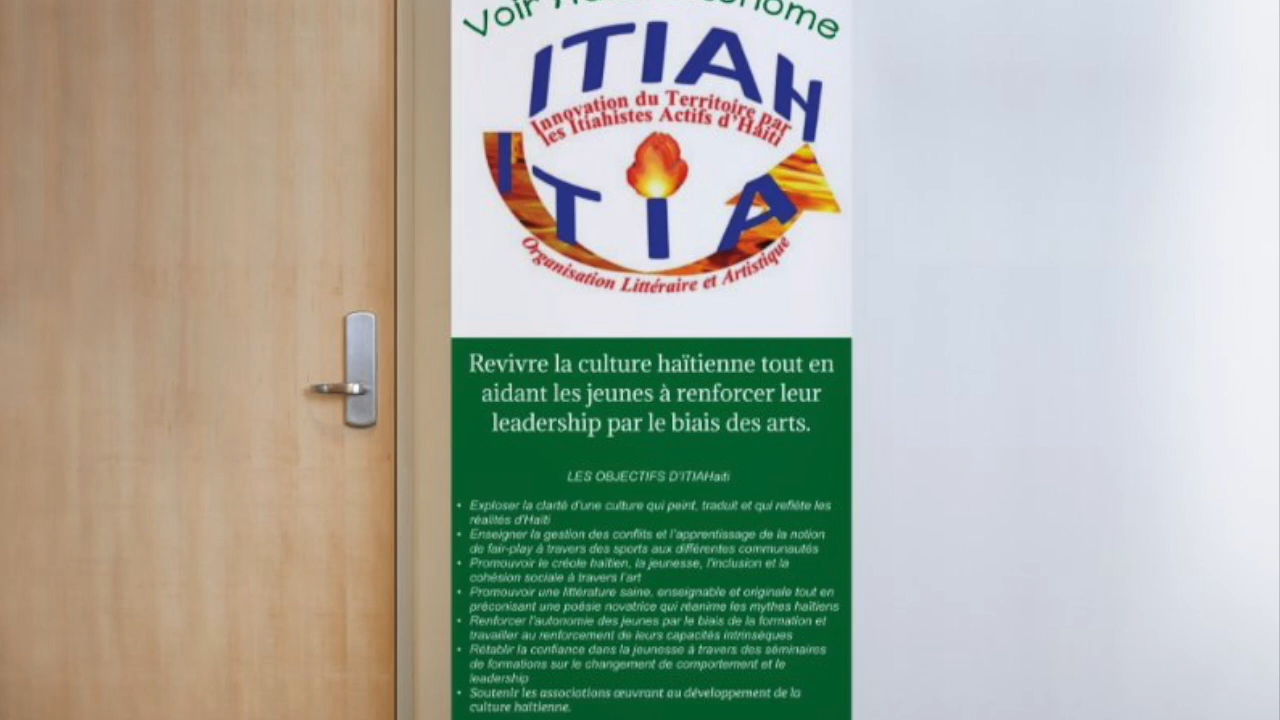 Voir Autonome
ITIAH
Innovation du Territoire par
les Itiahistes Actifs d'Haïti
ITIA
Organisation Littéraire et Artistique
Revivre la culture haïtienne tout en
aidant les jeunes à renforcer leur
leadership par le biais des arts.
LES OBJECTIFS D'ITIAHaiti
• Exploser la clarté d'une culture qui peint, traduit et qui reflète les
réalités d'Haïti
• Enseigner la gestion des conflits et l'apprentissage de la notion
de fair-play à travers des sports aux différentes communautés
• Promouvoir le créole haïtien, la jeunesse, l'inclusion et la
cohésion sociale à travers l'art
• Promouvoir une littérature saine, enseignable et originale tout en
préconisant une poésie novatrice qui réanime les mythes haïtiens
• Renforcer l'autonomie des jeunes par le biais de la formation et
travailler au renforcement de leurs capacités intrinsèques
• Rétablir la confiance dans la jeunesse à travers des séminaires
de formations sur le changement de comportement et le
leadership
• Soutenir les associations œuvrant au développement de la
culture haïtienne.